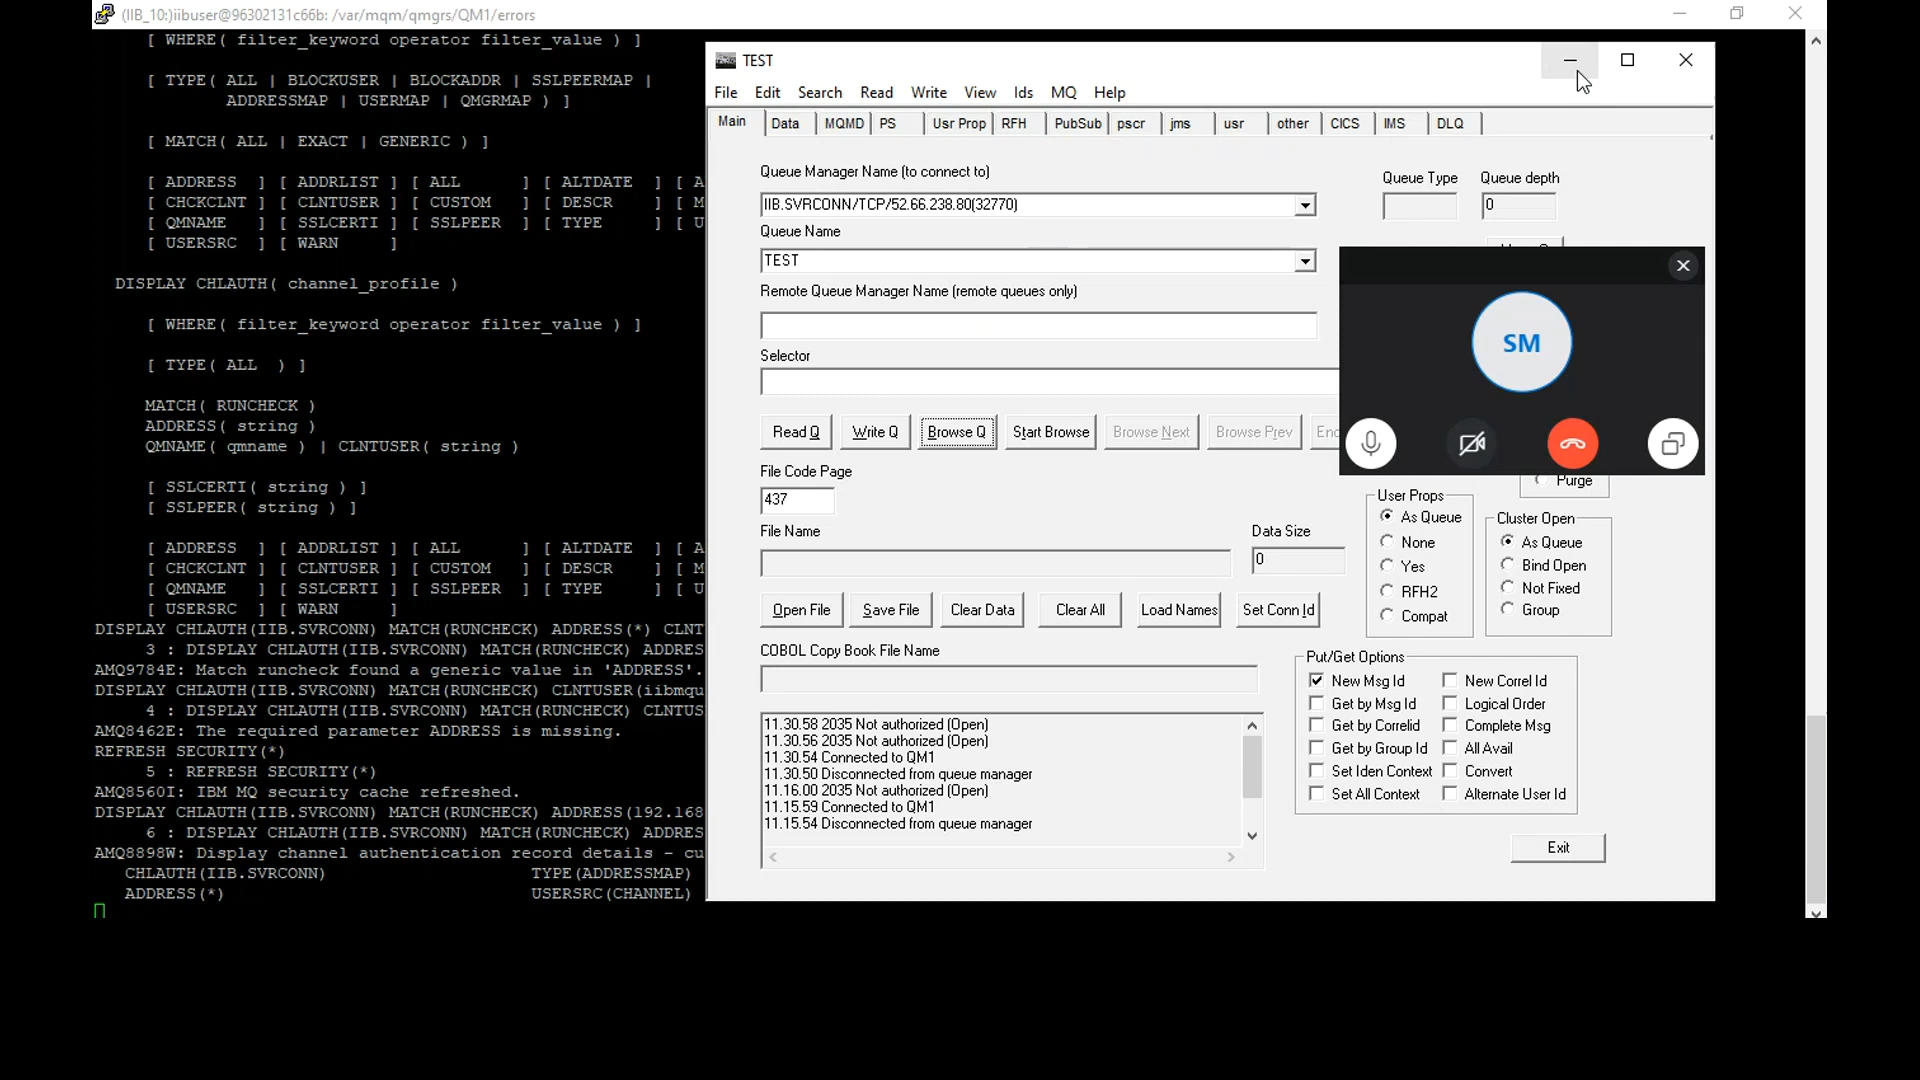 (IIB_10:)iibuser@96302131c66b: /var/mqm/qmgrs/QM1/errors
[ WHERE( filter_keyword operator filter_value ) ]
[ TYPE( ALL | BLOCKUSER | BLOCKADDR | SSLPEERMAP |
ADDRESSMAP | USERMAP | QMGRMAP ) ]
[ MATCH( ALL | EXACT | GENERIC ) ]
[ ADDRESS ] [ ADDRLIST ] [ ALL ] [ ALTDATE ] [ A
[ CHCKCLNT ] [ CLNTUSER ] [ CUSTOM ] [ DESCR ] [ M
[ QMNAME ] [ SSLCERTI ] [ SSLPEER ] [ TYPE ] [ U
[ USERSRC ] [ WARN ]
DISPLAY CHLAUTH( channel_profile )
[ WHERE( filter_keyword operator filter_value ) ]
[ TYPE( ALL ) ]
MATCH( RUNCHECK )
ADDRESS( string )
QMNAME( qmname ) | CLNTUSER( string )
[ SSLCERTI( string ) ]
[ SSLPEER( string ) ]
[ ADDRESS ] [ ADDRLIST ] [ ALL ] [ ALTDATE ] [ A
[ CHCKCLNT ] [ CLNTUSER ] [ CUSTOM ] [ DESCR ] [ M
[ QMNAME ] [ SSLCERTI ] [ SSLPEER ] [ TYPE ] [ U
[ USERSRC ] [ WARN ]
DISPLAY CHLAUTH(IIB.SVRCONN) MATCH(RUNCHECK) ADDRESS(*) CLNT
3 : DISPLAY CHLAUTH(IIB.SVRCONN) MATCH(RUNCHECK) ADDRES
AMQ9784E: Match runcheck found a generic value in 'ADDRESS'.
DISPLAY CHLAUTH(IIB.SVRCONN) MATCH(RUNCHECK) CLNTUSER(iibmqu
4 : DISPLAY CHLAUTH(IIB.SVRCONN) MATCH(RUNCHECK) CLNTUS
AMQ8462E: The required parameter ADDRESS is missing.
REFRESH SECURITY(*)
5 : REFRESH SECURITY(*)
AMQ8560I: IBM MQ security cache refreshed.
DISPLAY CHLAUTH(IIB.SVRCONN) MATCH(RUNCHECK) ADDRESS(192.168
6 : DISPLAY CHLAUTH(IIB.SVRCONN) MATCH(RUNCHECK) ADDRES
AMQ8898W: Display channel authentication record details - cu
CHLAUTH(IIB.SVRCONN) TYPE(ADDRESSMAP)
ADDRESS(*) USERSRC(CHANNEL)
TEST
File Edit Search Read Write View Ids MQ Help
Main Data MQMD PS Usr Prop RFH PubSub pscr jms usr other CICS IMS DLQ
Queue Manager Name (to connect to)
Queue Type Queue depth
IIB.SVRCONN/TCP/52.66.238.80(32770)
0
Queue Name
TEST
Remote Queue Manager Name (remote queues only)
SM
Selector
Read Q Write Q Browse Q Start Browse Browse Next Browse Prev Enc
File Code Page
Purge
437
User Props
As Queue
None
Yes
RFH2
Compat
Cluster Open
As Queue
Bind Open
Not Fixed
Group
File Name
Data Size
0
Open File Save File Clear Data Clear All Load Names Set Conn Id
COBOL Copy Book File Name
Put/Get Options
New Msg Id New Correl Id
Get by Msg Id Logical Order
Get by Correlid Complete Msg
Get by Group Id All Avail
Set Iden Context Convert
Set All Context Alternate User Id
11.30.58 2035 Not authorized (Open)
11.30.56 2035 Not authorized (Open)
11.30.54 Connected to QM1
11.30.50 Disconnected from queue manager
11.16.00 2035 Not authorized (Open)
11.15.59 Connected to QM1
11.15.54 Disconnected from queue manager
Exit